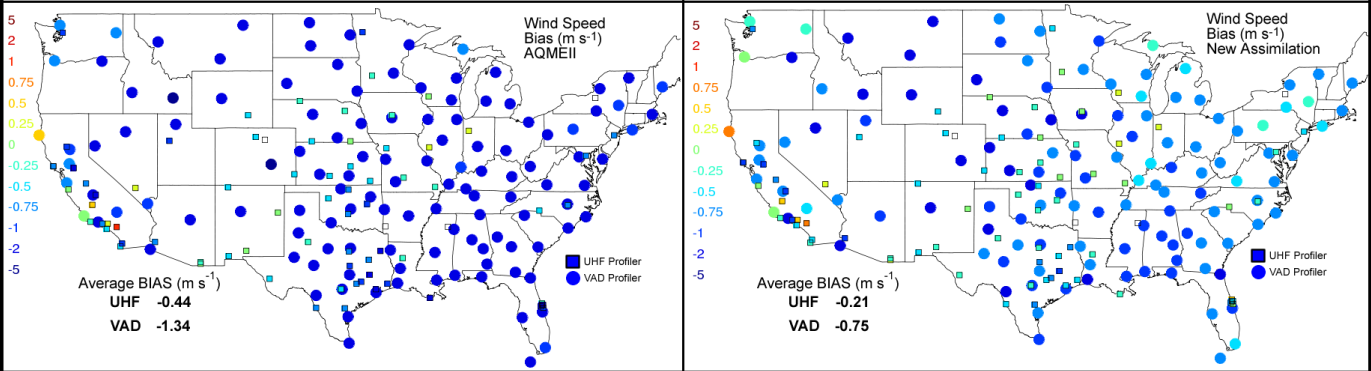 Wind Speed
Bias (m s-1)
AQMEII
5
2
1
0.75
0.5
0.25
0
-0.25
-0.5
-0.75
-1
-2
-5
UHF Profiler
VAD Profiler
Average BIAS (m s-1)
UHF -0.44
VAD -1.34
Wind Speed
Bias (m s-1)
New Assimilation
5
2
1
0.75
0.5
0.25
0
-0.25
-0.5
-0.75
-1
-2
-5
UHF Profiler
VAD Profiler
Average BIAS (m s-1)
UHF -0.21
VAD -0.75